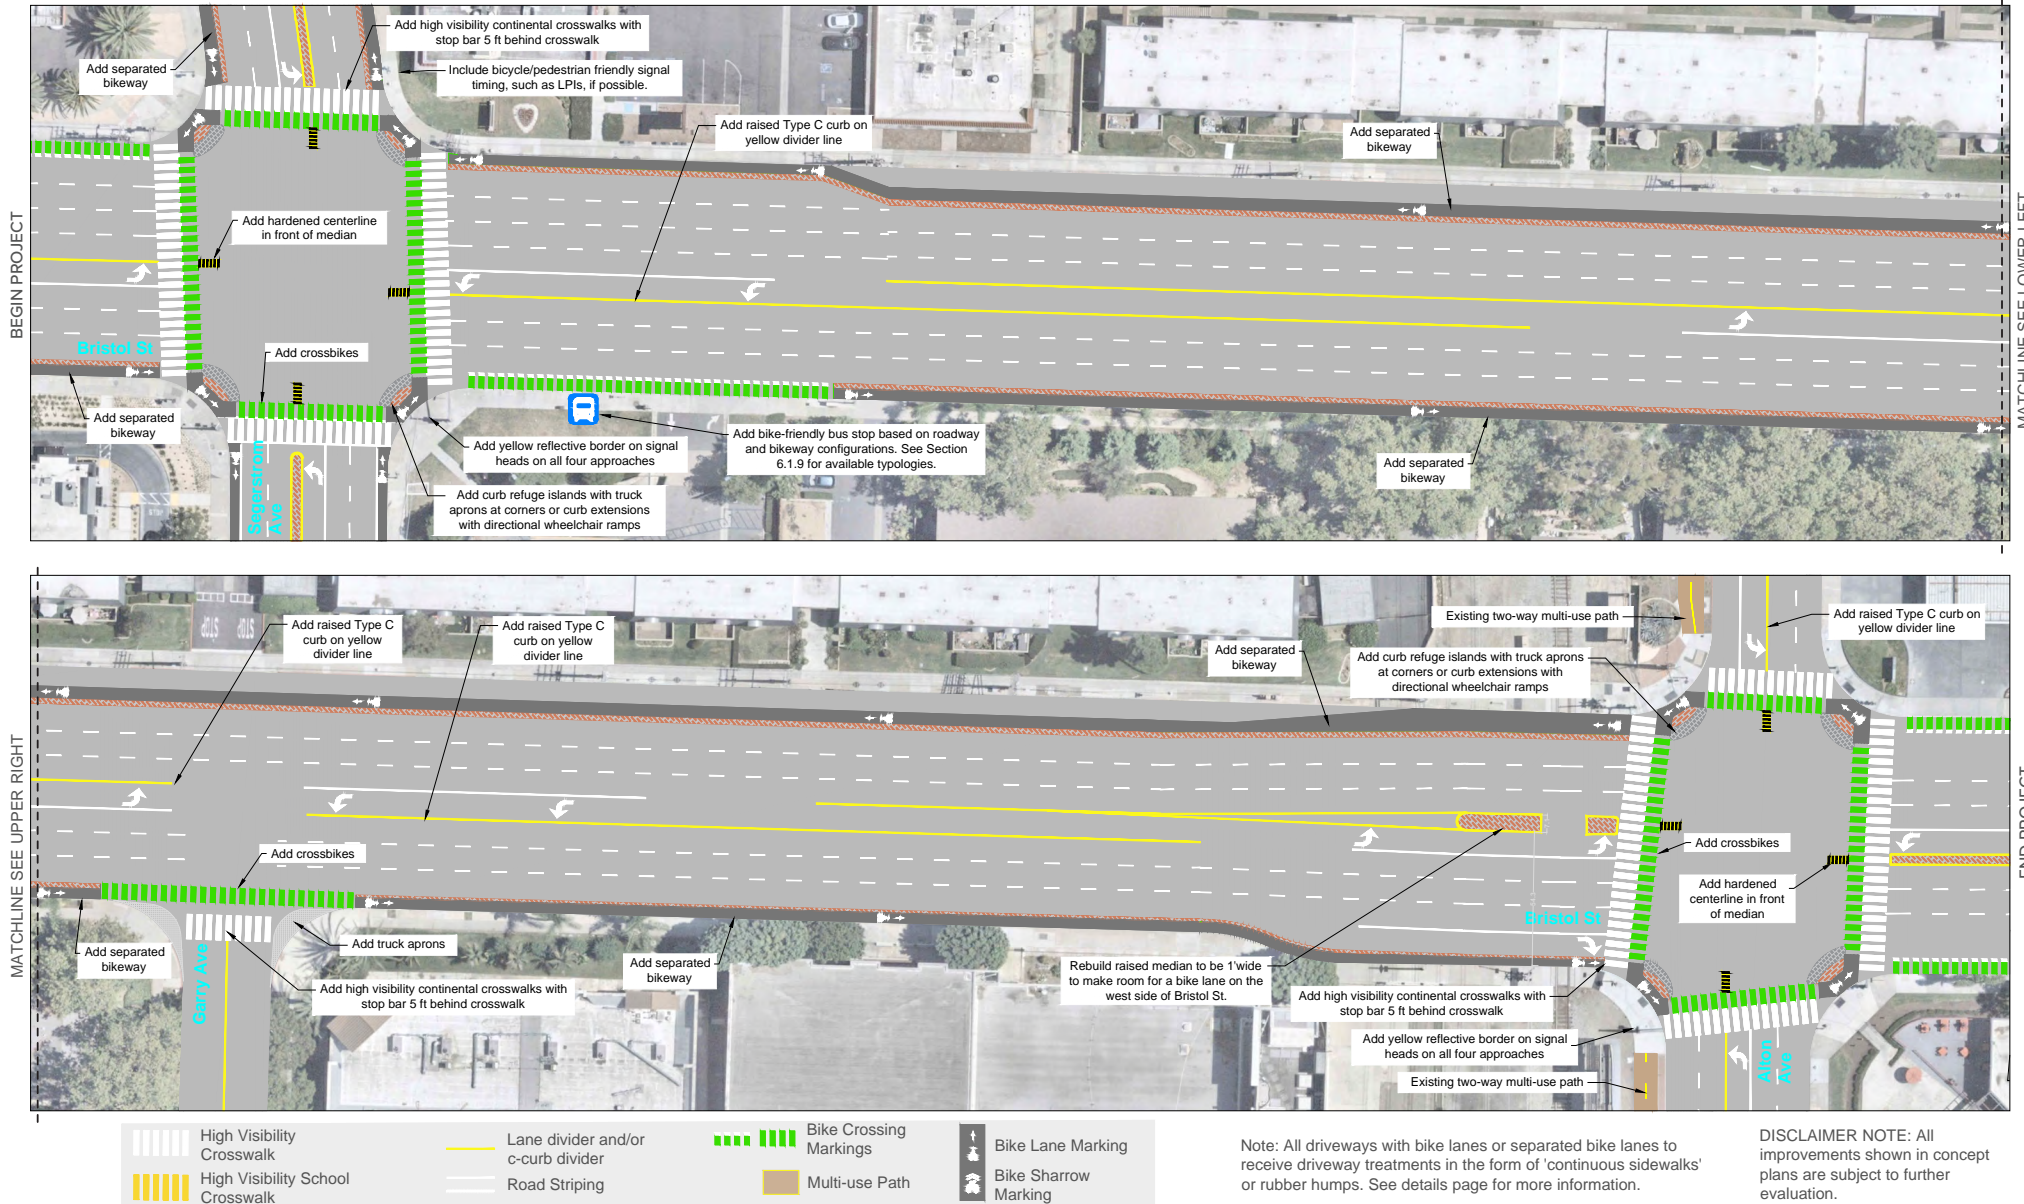 Add high visibility continental crosswalks with
stop bar 5 ft behind crosswalk
Add separated
bikeway
Include bicycle/pedestrian friendly signal
timing, such as LPIs, if possible.
Add raised Type C curb on
yellow divider line
Add separated
bikeway
Add hardened centerline
in front of median
BEGIN PROJECT
MATCHLINE SEE LOWER LEFT
Bristol St
Add crossbikes
Add separated
bikeway
Add yellow reflective border on signal
heads on all four approaches
Add bike-friendly bus stop based on roadway
and bikeway configurations. See Section
6.1.9 for available typologies.
Add separated
bikeway
Segerstrom
Ave
Add curb refuge islands with truck
aprons at corners or curb extensions
with directional wheelchair ramps
STOP
Add raised Type C
curb on yellow
divider line
STOP
STOP
Add raised Type C
curb on yellow
divider line
Add separated
bikeway
Existing two-way multi-use path
Add raised Type C curb on
yellow divider line
Add curb refuge islands with truck aprons
at corners or curb extensions with
directional wheelchair ramps
MATCHLINE SEE UPPER RIGHT
END PROJECT
Add crossbikes
Add crossbikes
Add hardened
centerline in front
of median
Bristol St
Add separated
bikeway
Garry Ave
Add truck aprons
Add high visibility continental crosswalks with
stop bar 5 ft behind crosswalk
Add separated
bikeway
Rebuild raised median to be 1'wide
to make room for a bike lane on the
west side of Bristol St.
Add high visibility continental crosswalks with
stop bar 5 ft behind crosswalk
Add yellow reflective border on signal
heads on all four approaches
Existing two-way multi-use path
Alton
Ave
High Visibility
Crosswalk
High Visibility School
Crosswalk
Lane divider and/or
c-curb divider
Road Striping
Bike Crossing
Markings
Multi-use Path
Bike Lane Marking
Bike Sharrow
Marking
Note: All driveways with bike lanes or separated bike lanes to
receive driveway treatments in the form of 'continuous sidewalks'
or rubber humps. See details page for more information.
DISCLAIMER NOTE: All
improvements shown in concept
plans are subject to further
evaluation.